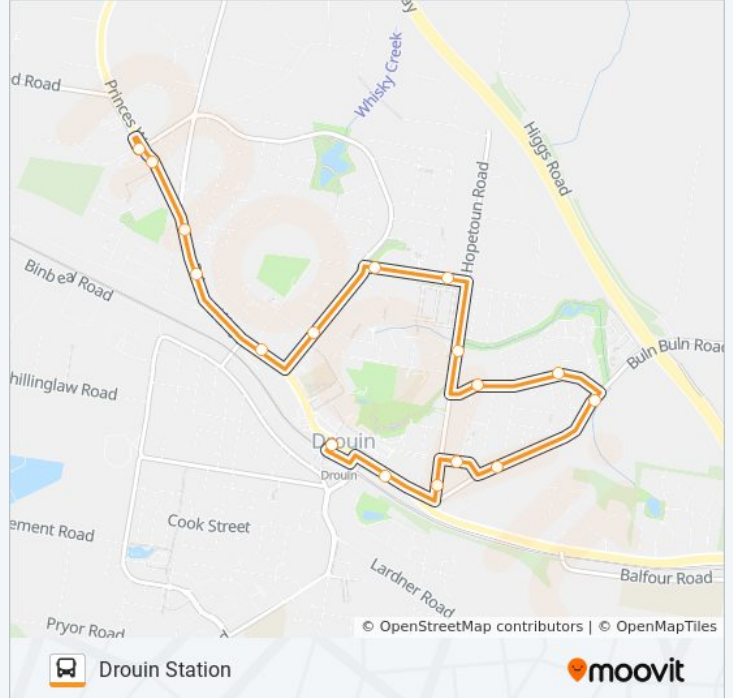 ay
Whisky Creek
d Road
Princes W
Higgs Road
Hopetoun Road
Binbeal Road
Buln Buln Road
hillinglaw Road
Drouin
Drouin
Cook Street
ement Road
Lardner Road
Balfour Road
Pryor Road
© OpenStreetMap contributors | © OpenMapTiles
Drouin Station
moovit